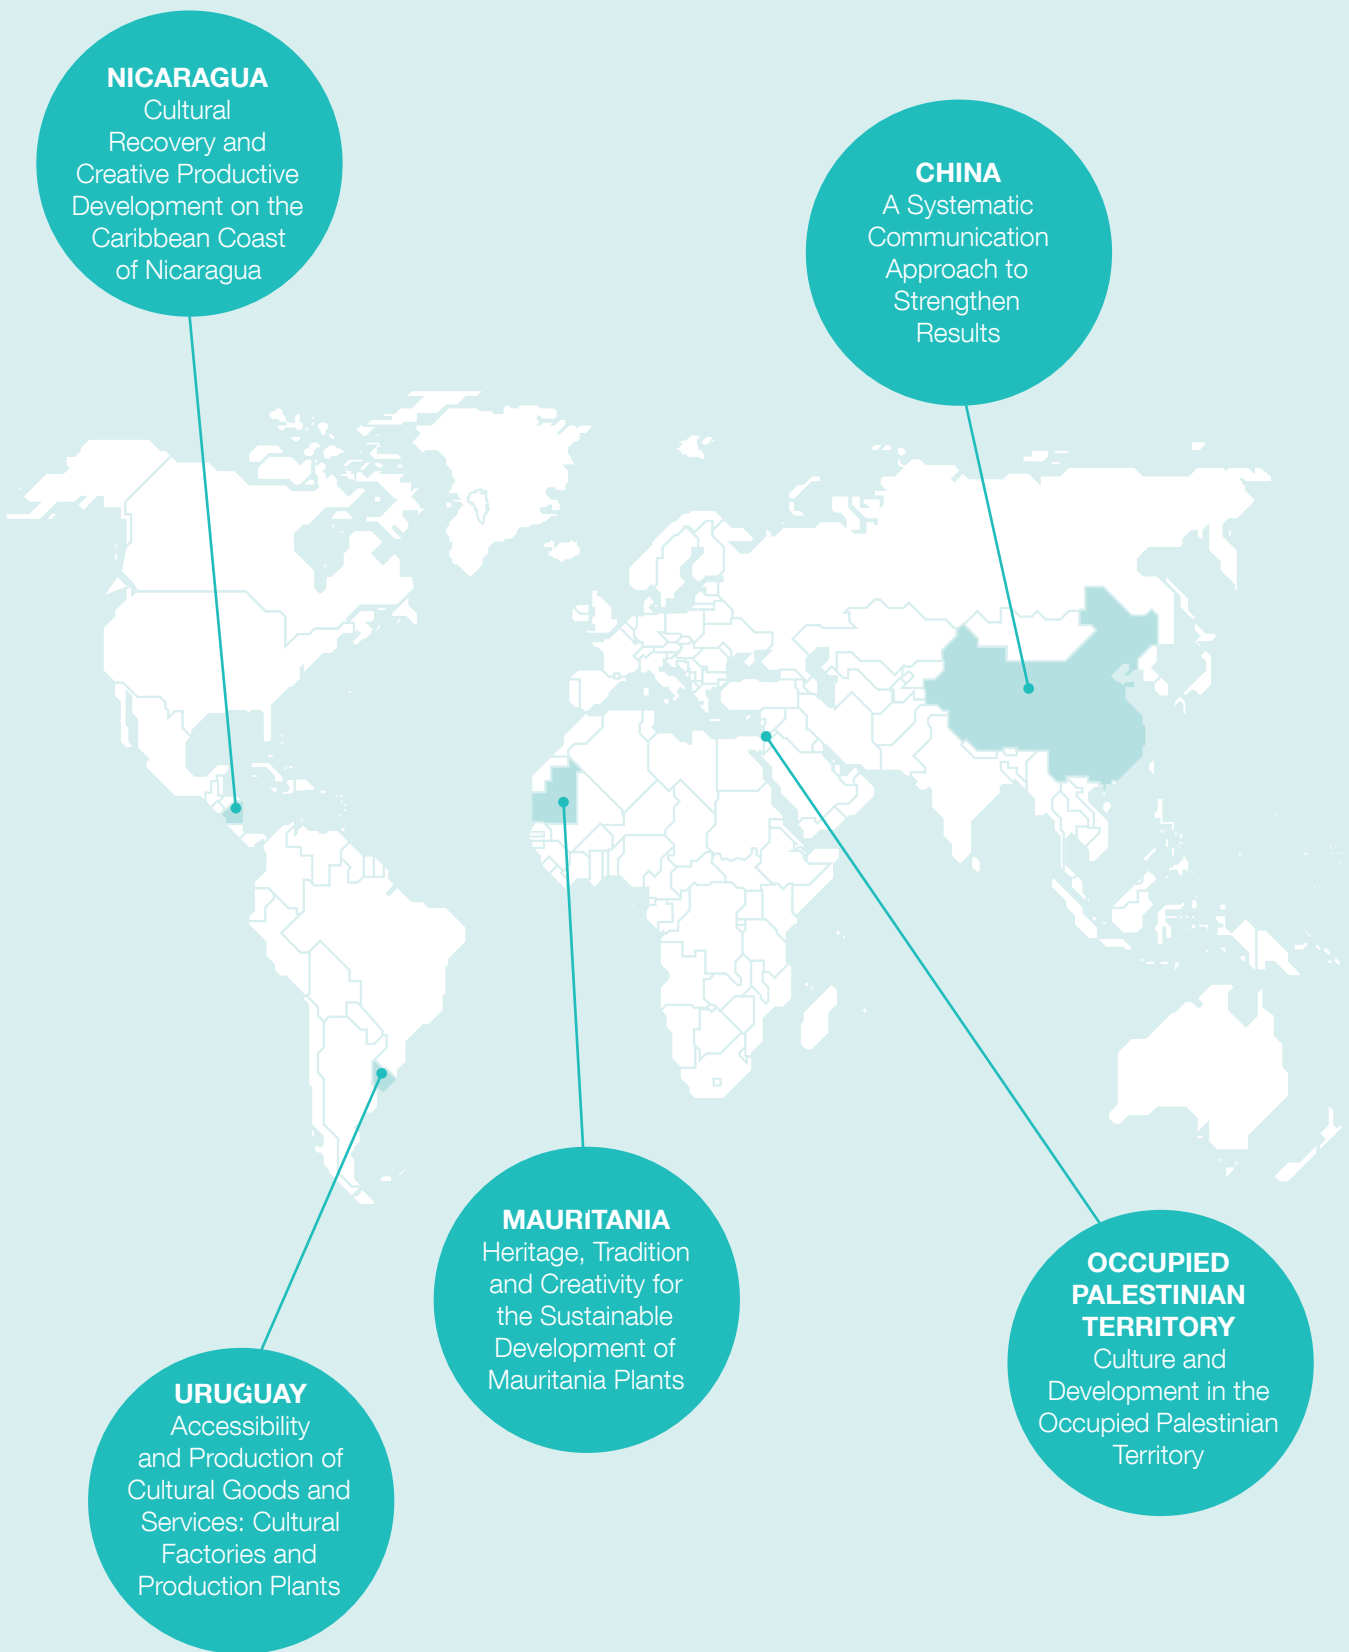 NICARAGUA
Cultural
Recovery and
Creative Productive
Development on the
Caribbean Coast
of Nicaragua
CHINA
A Systematic
Communication
Approach to
Strengthen
Results
MAURITANIA
Heritage, Tradition
and Creativity for
the Sustainable
Development of
Mauritania Plants
OCCUPIED
PALESTINIAN
TERRITORY
Culture and
Development in the
Occupied Palestinian
Territory
URUGUAY
Accessibility
and Production of
Cultural Goods and
Services: Cultural
Factories and
Production Plants